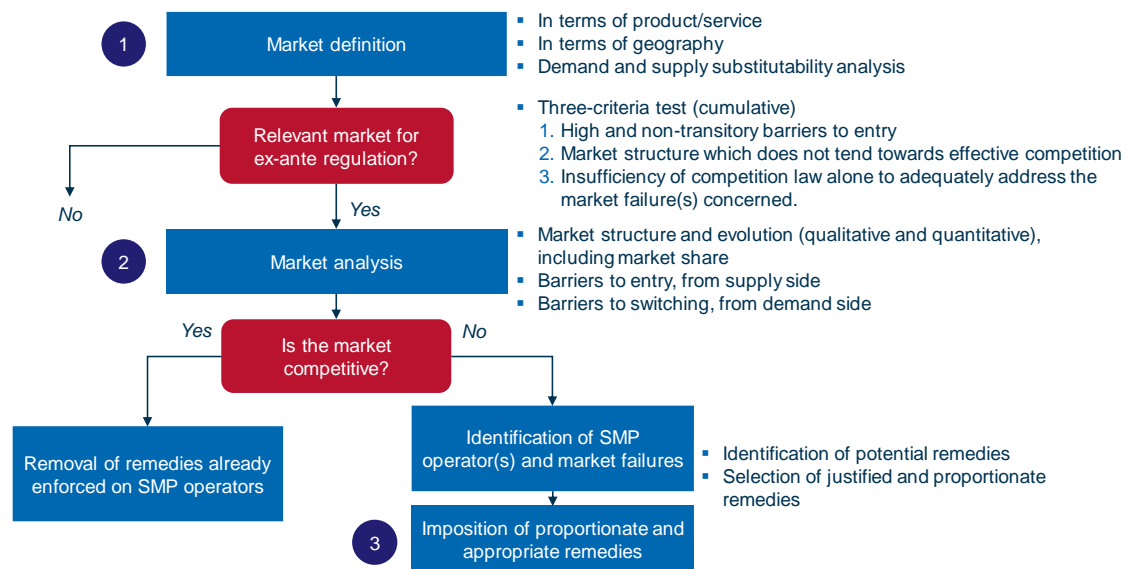 1
Market definition
▪ In terms of product/service
▪ In terms of geography
▪ Demand and supply substitutability analysis
Relevant market for
ex-ante regulation?
▪ Three-criteria test (cumulative)
1. High and non-transitory barriers to entry
2. Market structure which does not tend towards effective competition
3. Insufficiency of competition law alone to adequately address the
market failure(s) concerned.
No
Yes
2
Market analysis
▪ Market structure and evolution (qualitative and quantitative),
including market share
▪ Barriers to entry, from supply side
▪ Barriers to switching, from demand side
Yes
No
Is the market
competitive?
Removal of remedies already
enforced on SMP operators
Identification of SMP
operator(s) and market failures
▪ Identification of potential remedies
▪ Selection of justified and proportionate
remedies
3
Imposition of proportionate and
appropriate remedies